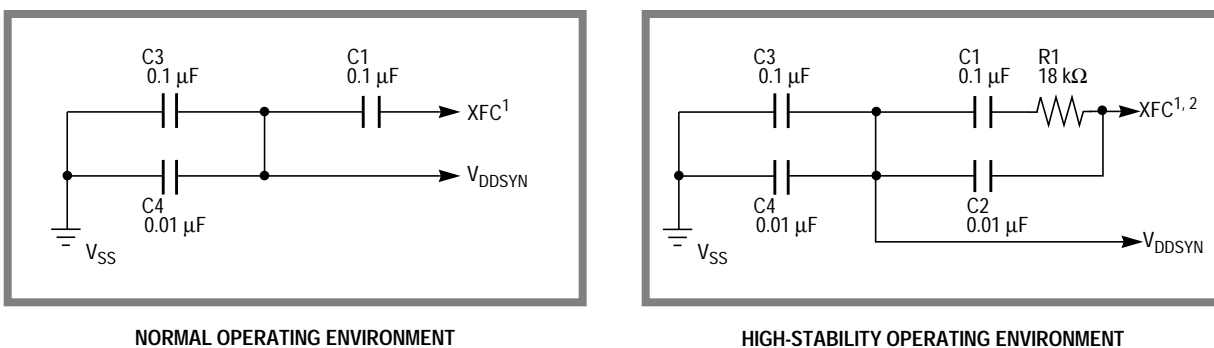 C3
0.1 µF
C1
0.1 µF
XFC1
VDDSYN
C4
0.01 µF
VSS
NORMAL OPERATING ENVIRONMENT
C3
0.1 µF
C1
0.1 µF
R1
18 kΩ
XFC1, 2
C4
0.01 µF
C2
0.01 µF
VSS
VDDSYN
HIGH-STABILITY OPERATING ENVIRONMENT